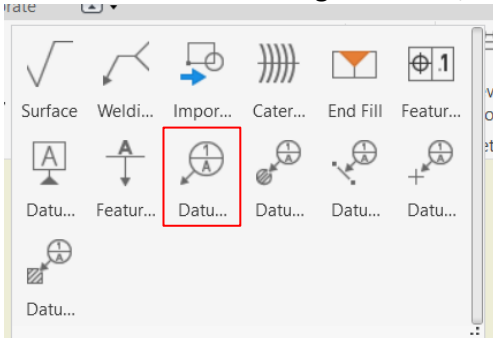 rate
Surface Weldi... Impor... Cater... End Fill Featur...
A A 1 A 1 A 1 A 1 A
Datu... Featur... Datu... Datu... Datu... Datu...
1 A
Datu...